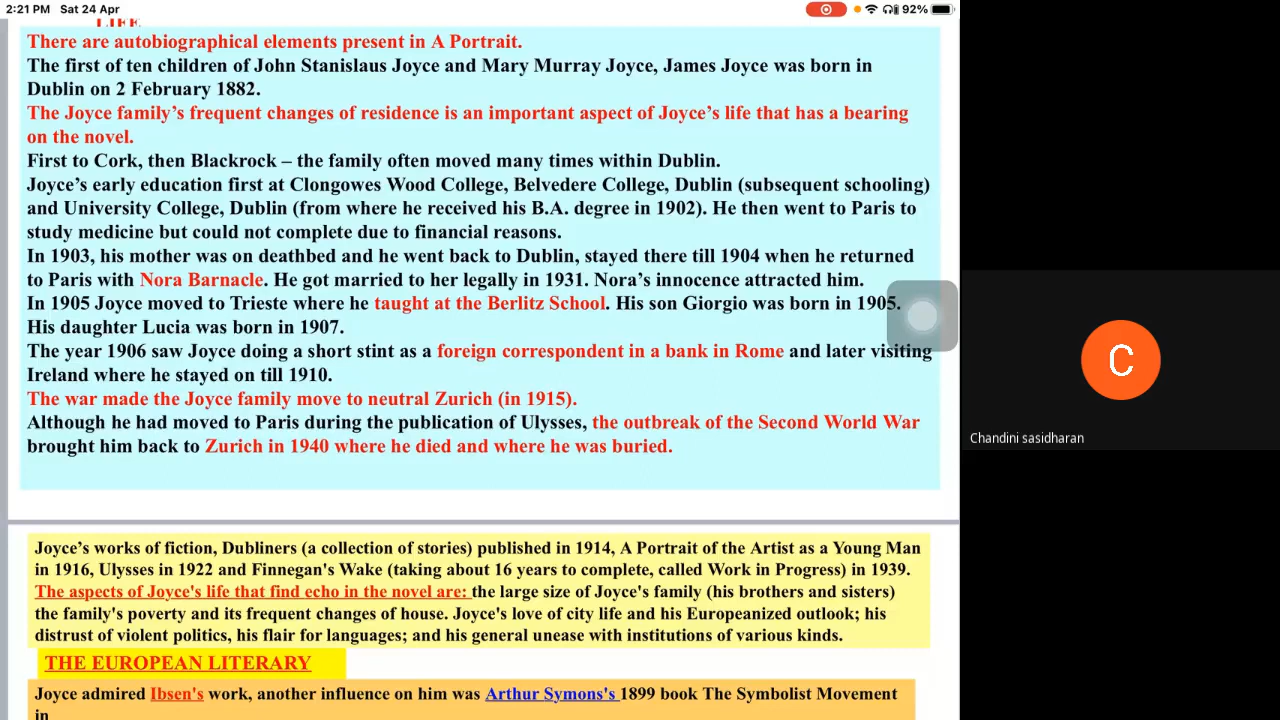 2:21 PM Sat 24 Apr
92%
LIFE
There are autobiographical elements present in A Portrait.
The first of ten children of John Stanislaus Joyce and Mary Murray Joyce, James Joyce was born in
Dublin on 2 February 1882.
The Joyce family’s frequent changes of residence is an important aspect of Joyce’s life that has a bearing
on the novel.
First to Cork, then Blackrock – the family often moved many times within Dublin.
Joyce’s early education first at Clongowes Wood College, Belvedere College, Dublin (subsequent schooling)
and University College, Dublin (from where he received his B.A. degree in 1902). He then went to Paris to
study medicine but could not complete due to financial reasons.
In 1903, his mother was on deathbed and he went back to Dublin, stayed there till 1904 when he returned
to Paris with Nora Barnacle. He got married to her legally in 1931. Nora’s innocence attracted him.
In 1905 Joyce moved to Trieste where he taught at the Berlitz School. His son Giorgio was born in 1905.
His daughter Lucia was born in 1907.
The year 1906 saw Joyce doing a short stint as a foreign correspondent in a bank in Rome and later visiting
Ireland where he stayed on till 1910.
The war made the Joyce family move to neutral Zurich (in 1915).
Although he had moved to Paris during the publication of Ulysses, the outbreak of the Second World War
brought him back to Zurich in 1940 where he died and where he was buried.
Joyce’s works of fiction, Dubliners (a collection of stories) published in 1914, A Portrait of the Artist as a Young Man
in 1916, Ulysses in 1922 and Finnegan's Wake (taking about 16 years to complete, called Work in Progress) in 1939.
The aspects of Joyce's life that find echo in the novel are: the large size of Joyce's family (his brothers and sisters)
the family's poverty and its frequent changes of house. Joyce's love of city life and his Europeanized outlook; his
distrust of violent politics, his flair for languages; and his general unease with institutions of various kinds.
THE EUROPEAN LITERARY
Joyce admired Ibsen's work, another influence on him was Arthur Symons's 1899 book The Symbolist Movement
in
C
Chandini sasidharan